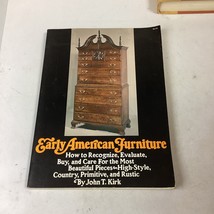 Early American Furniture
How to Recognize, Evaluate,
Buy, and Care For the Most
Beautiful Pieces—High-Style,
Country, Primitive, and Rustic
By John T. Kirk